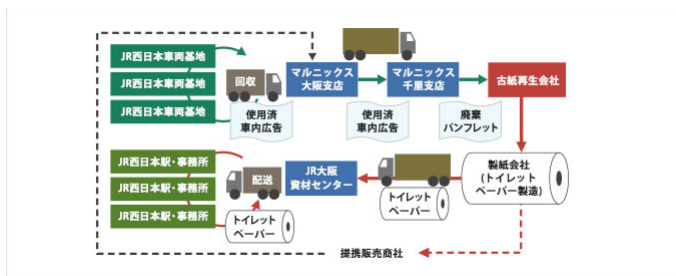 JR西日本車両基地
JR西日本車両基地
JR西日本車両基地
回収
マルニックス
大阪支店
マルニックス
千里支店
古紙再生会社
使用済
車内広告
使用済
車内広告
廃棄
パンフレット
JR西日本駅・事務所
JR西日本駅・事務所
JR西日本駅・事務所
配送
トイレット
ペーパー
JR大阪
資材センター
トイレット
ペーパー
製紙会社
(トイレット
ペーパー製造)
提携販売商社